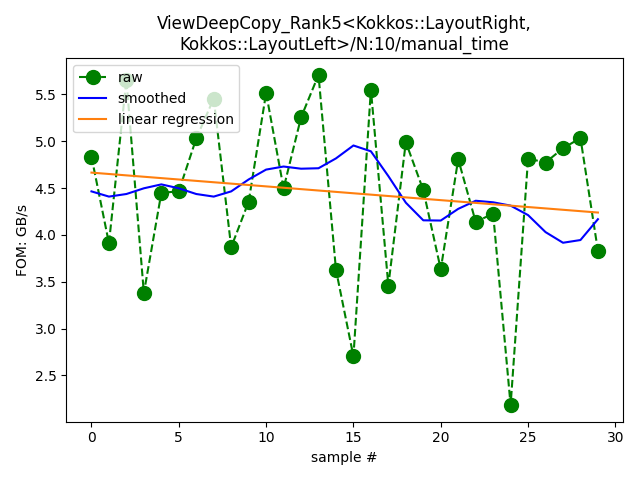 ViewDeepCopy_Rank5<Kokkos::LayoutRight,
Kokkos::LayoutLeft>/N:10/manual_time
raw
smoothed
linear regression
FOM: GB/s
5.5
5.0
4.5
4.0
3.5
3.0
2.5
0 5 10 15 20 25 30
sample #